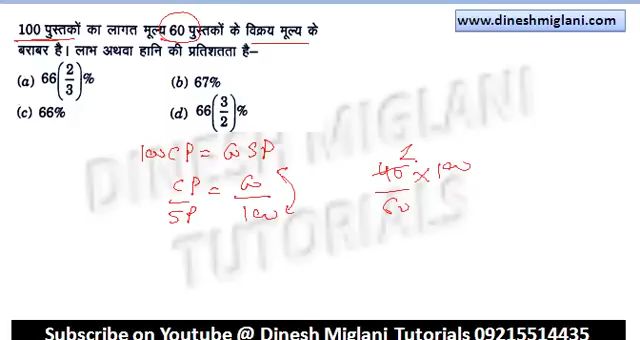 www.dineshmiglani.com
100 पुस्तकों का लागत मूल्य 60 पुस्तकों के विक्रय मूल्य के
बराबर है। लाभ अथवा हानि की प्रतिशतता है–
(a) 66(2/3)% (b) 67%
(c) 66% (d) 66(3/2)%
DINESH MIGLANI
TUTORIALS
100 CP = 60 SP
CP/SP = 60/100
40/60 × 100
Subscribe on Youtube @ Dinesh Miglani Tutorials 09215514435